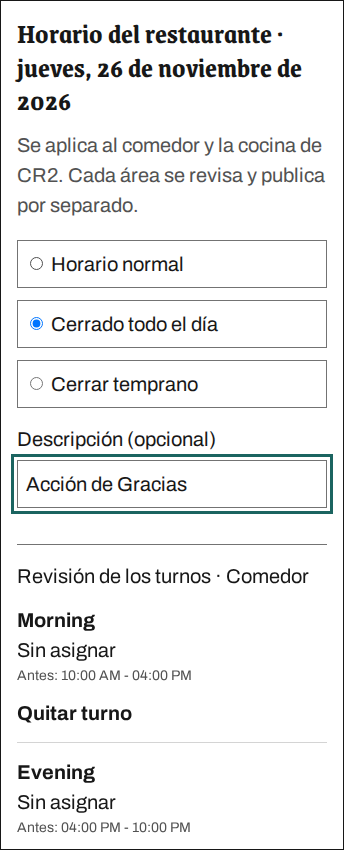 Horario del restaurante ·
jueves, 26 de noviembre de
2026
Se aplica al comedor y la cocina de
CR2. Cada área se revisa y publica
por separado.
Horario normal
Cerrado todo el día
Cerrar temprano
Descripción (opcional)
Acción de Gracias
Revisión de los turnos · Comedor
Morning
Sin asignar
Antes: 10:00 AM - 04:00 PM
Quitar turno
Evening
Sin asignar
Antes: 04:00 PM - 10:00 PM